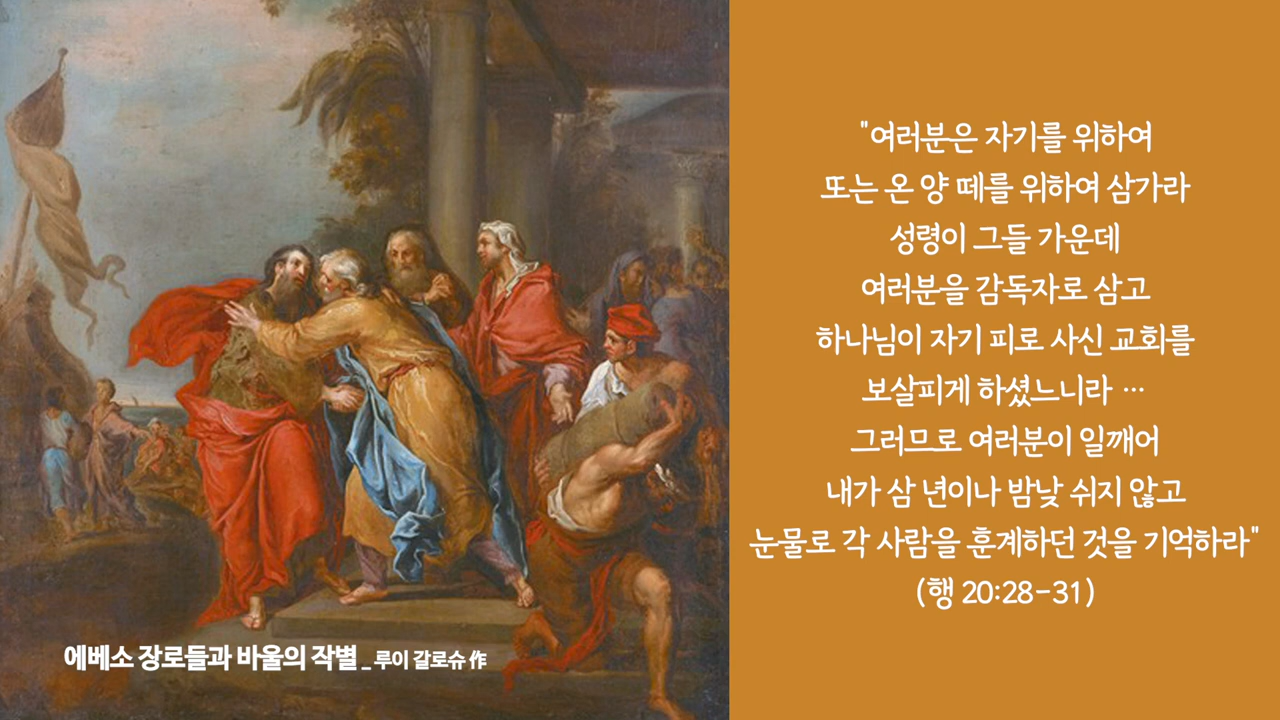 "여러분은 자기를 위하여
또는 온 양 떼를 위하여 삼가라
성령이 그들 가운데
여러분을 감독자로 삼고
하나님이 자기 피로 사신 교회를
보살피게 하셨느니라 …
그러므로 여러분이 일깨어
내가 삼 년이나 밤낮 쉬지 않고
눈물로 각 사람을 훈계하던 것을 기억하라"
(행 20:28-31)
에베소 장로들과 바울의 작별 _ 루이 갈로슈 作